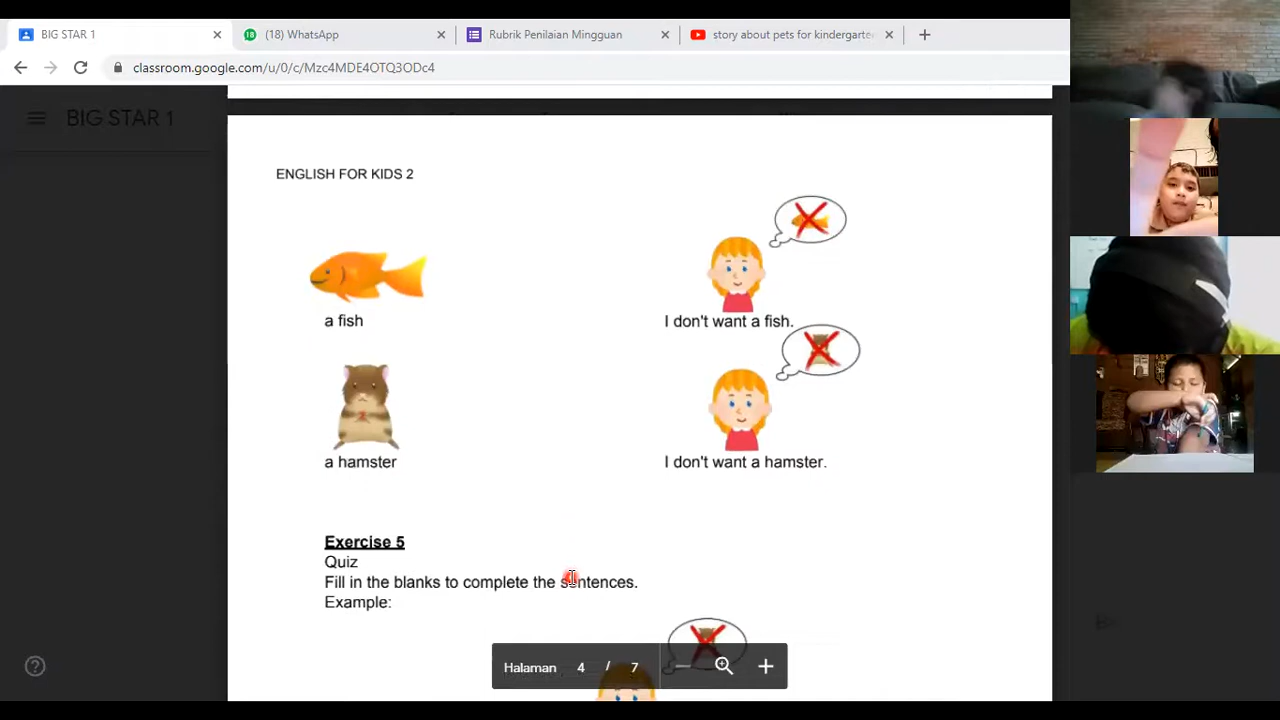 BIG STAR 1
(18) WhatsApp
Rubrik Penilaian Mingguan
story about pets for kindergarte
classroom.google.com/u/0/c/Mzc4MDE4OTQ3ODc4
BIG STAR 1
ENGLISH FOR KIDS 2
a fish
I don't want a fish.
a hamster
I don't want a hamster.
Exercise 5
Quiz
Fill in the blanks to complete the sentences.
Example:
Halaman 4 / 7